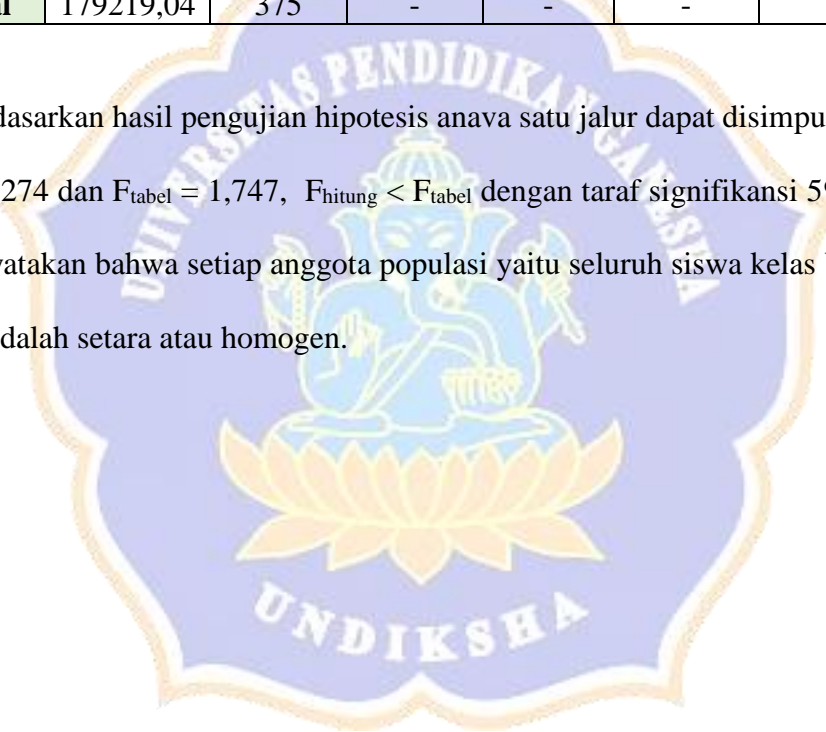 al 179219,04 375 - - -
dasarkan hasil pengujian hipotesis anava satu jalur dapat disimpu
274 dan Ftabel = 1,747, Fhitung < Ftabel dengan taraf signifikansi 5
yatakan bahwa setiap anggota populasi yaitu seluruh siswa kelas
dalah setara atau homogen.
UNIVERSITAS PENDIDIKAN GANESHA
UNDIKSHA